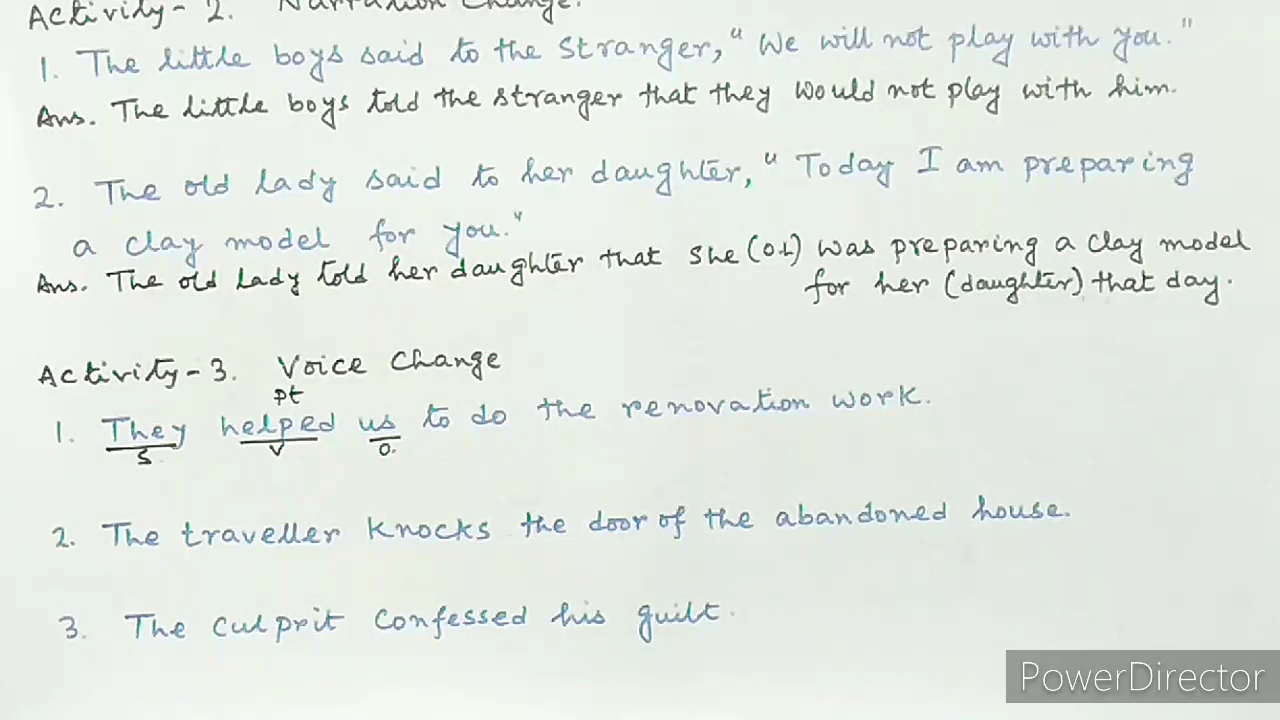 Activity - 2. Narration Change.
1. The little boys said to the stranger, "We will not play with you."
Ans. The little boys told the stranger that they would not play with him.
2. The old lady said to her daughter, "Today I am preparing
a clay model for you."
Ans. The old lady told her daughter that she (O.L) was preparing a clay model
for her (daughter) that day.
Activity - 3. Voice Change
pt
1. They helped us to do the renovation work.
S V O.
2. The traveller knocks the door of the abandoned house.
3. The culprit confessed his guilt.
PowerDirector